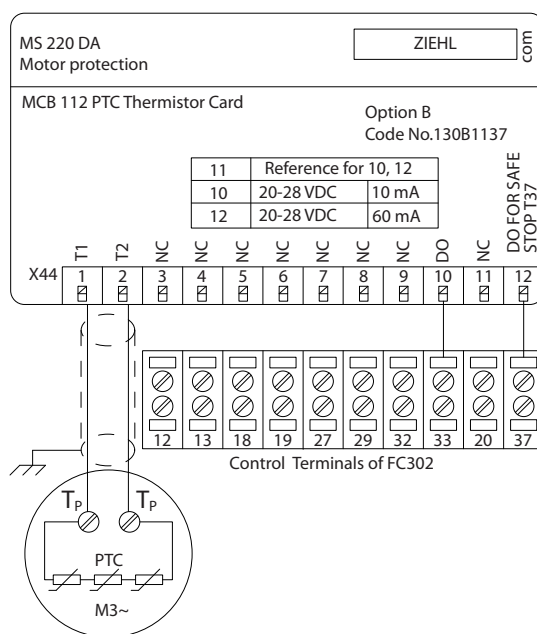 MS 220 DA
Motor protection
ZIEHL
com
MCB 112 PTC Thermistor Card
Option B
Code No.130B1137
11 Reference for 10, 12
10 20-28 VDC 10 mA
12 20-28 VDC 60 mA
T1 T2 NC NC NC NC NC NC NC DO NC DO FOR SAFE
STOP T37
X44 1 2 3 4 5 6 7 8 9 10 11 12
12 13 18 19 27 29 32 33 20 37
Control Terminals of FC302
TP TP
PTC
M3~